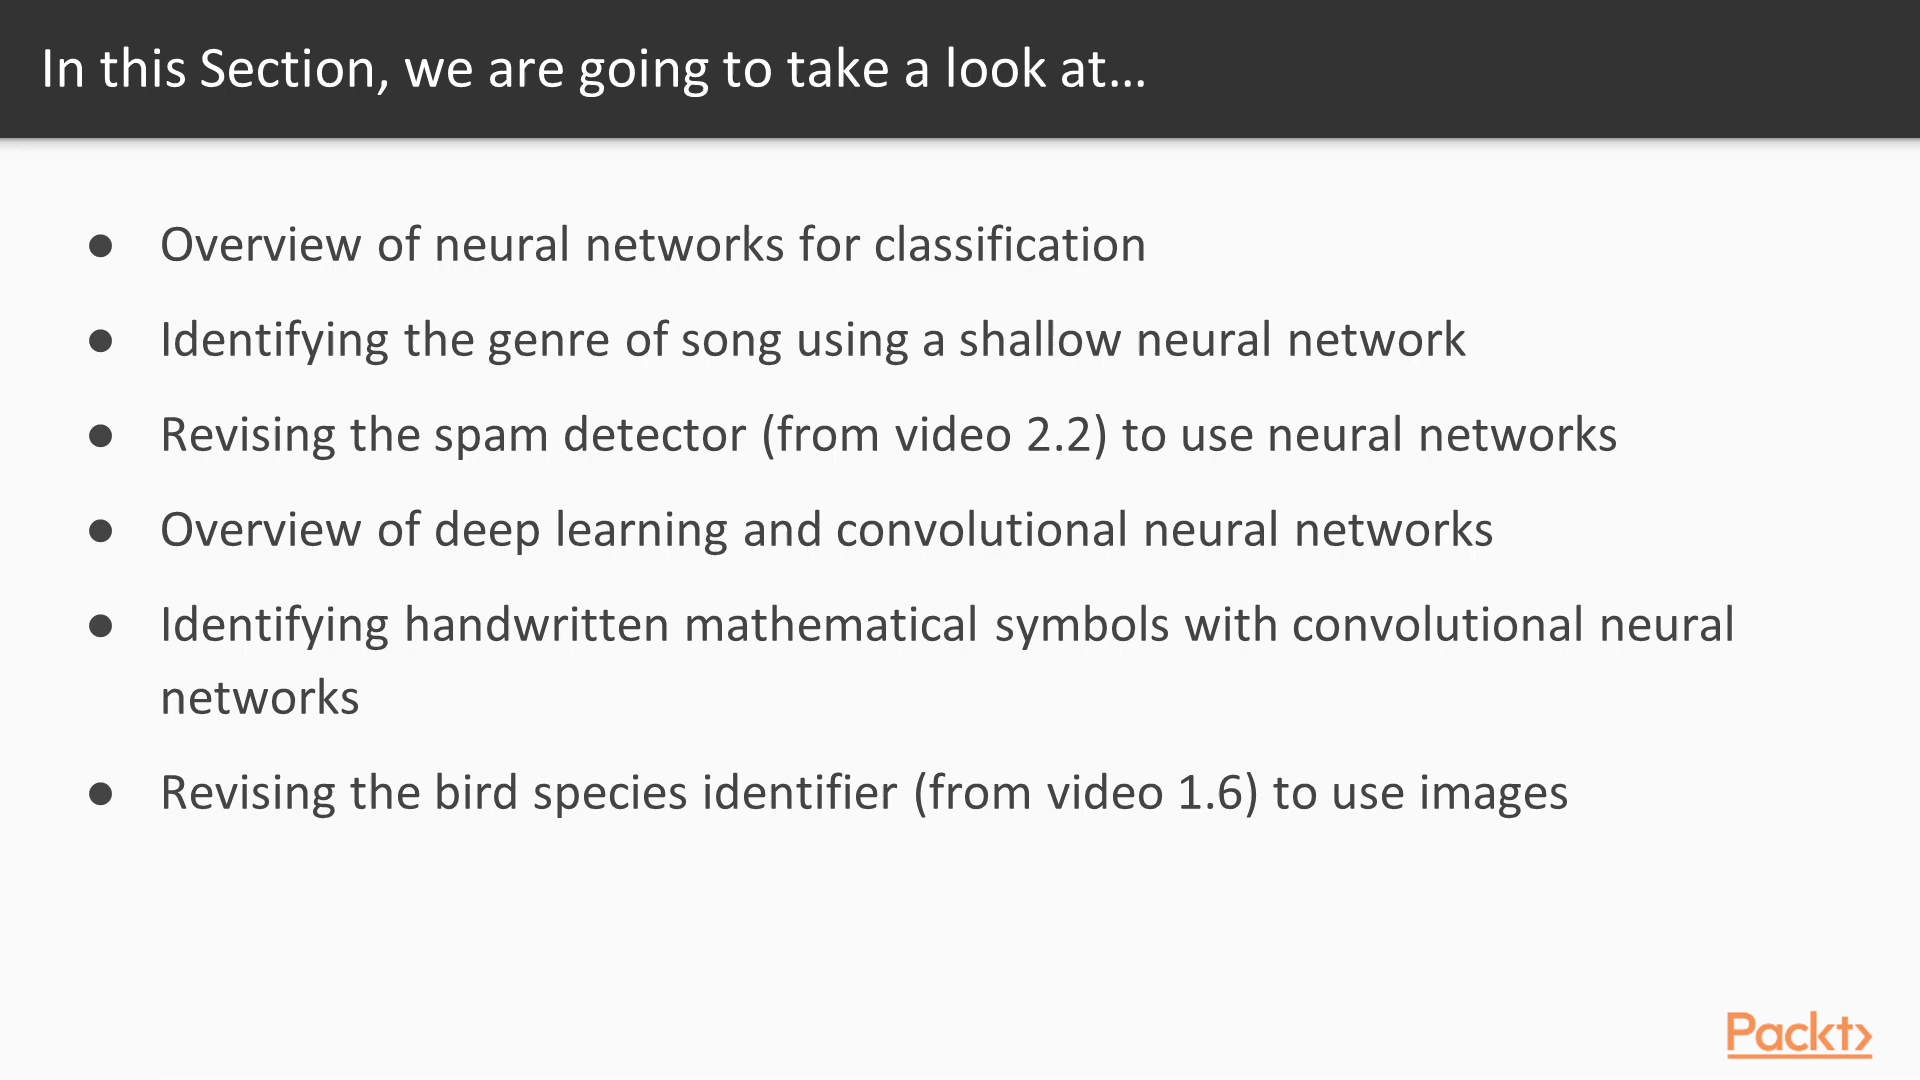 In this Section, we are going to take a look at...
● Overview of neural networks for classification
● Identifying the genre of song using a shallow neural network
● Revising the spam detector (from video 2.2) to use neural networks
● Overview of deep learning and convolutional neural networks
● Identifying handwritten mathematical symbols with convolutional neural
networks
● Revising the bird species identifier (from video 1.6) to use images
Packt>